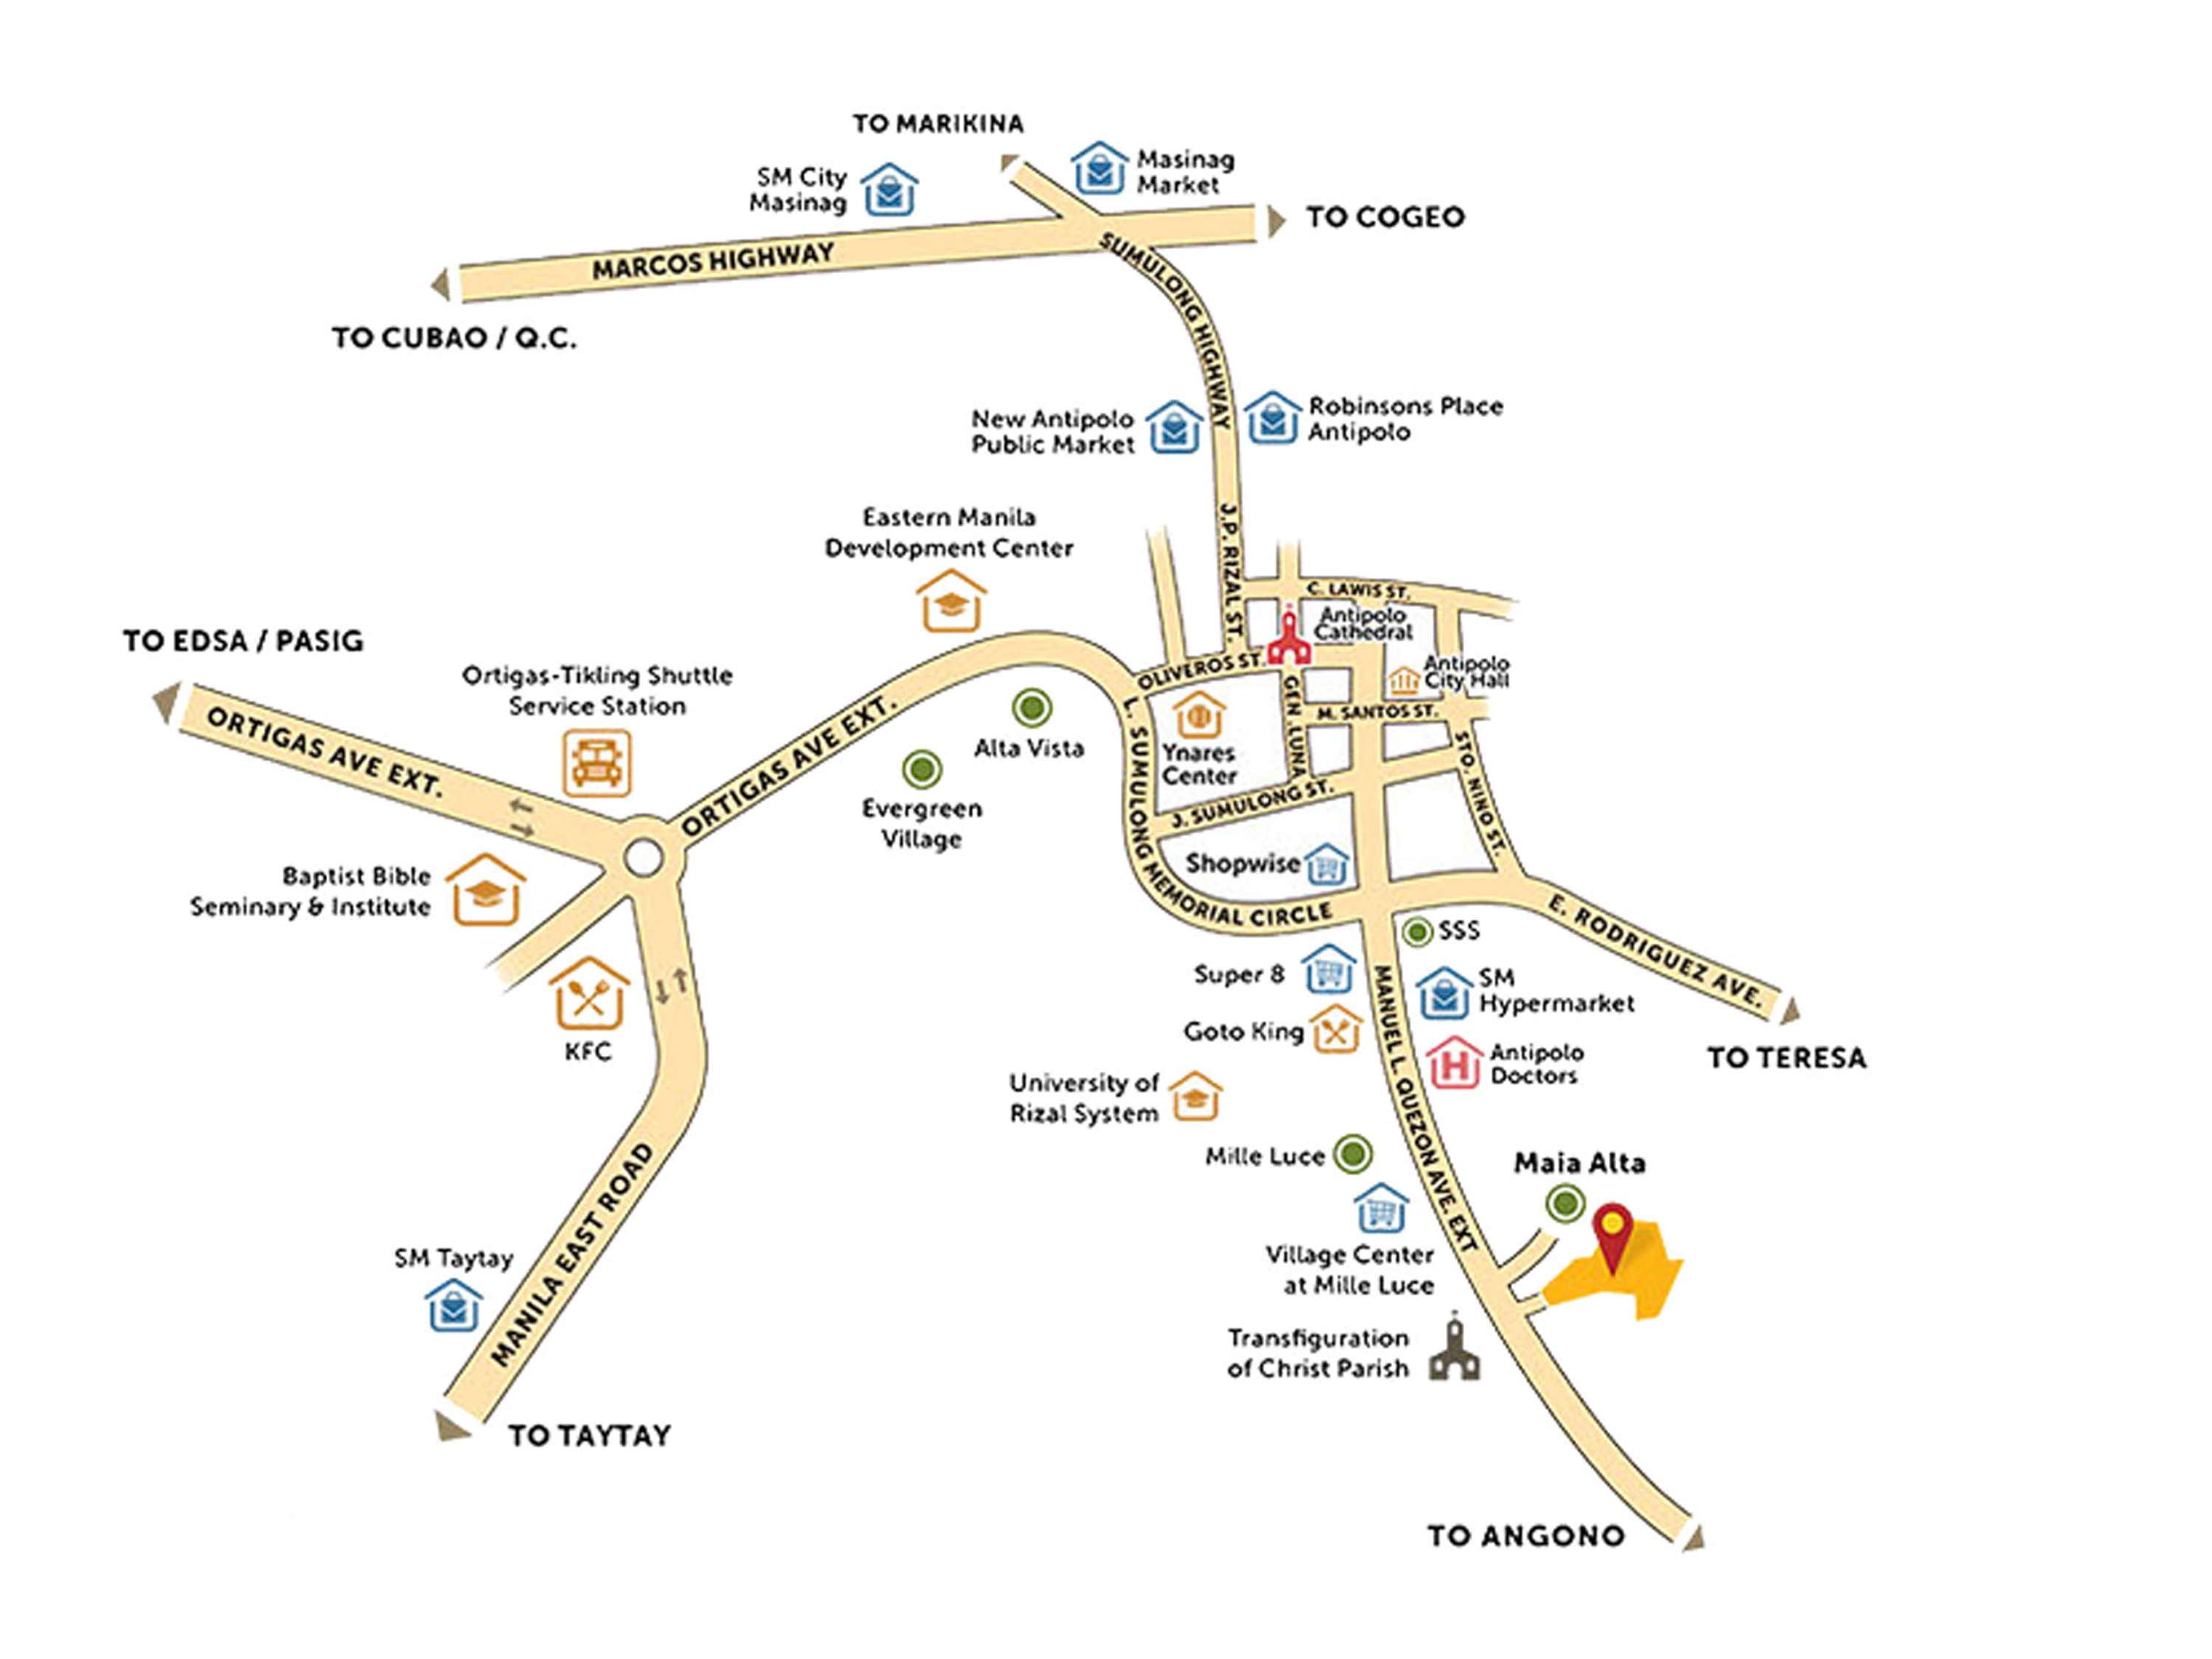 TO MARIKINA
SM City
Masinag
Masinag
Market
TO COGEO
MARCOS HIGHWAY
SUMULONG HIGHWAY
TO CUBAO / Q.C.
New Antipolo
Public Market
Robinsons Place
Antipolo
J.P. RIZAL ST.
Eastern Manila
Development Center
C. LAWIS ST.
Antipolo
Cathedral
TO EDSA / PASIG
Ortigas-Tikling Shuttle
Service Station
OLIVEROS ST.
Antipolo
City Hall
ORTIGAS AVE EXT.
ORTIGAS AVE EXT.
Alta Vista
L. SUMULONG MEMORIAL CIRCLE
Ynares
Center
GEN. LUNA
M. SANTOS ST.
STO. NINO ST.
J. SUMULONG ST.
Evergreen
Village
Shopwise
Baptist Bible
Seminary & Institute
E. RODRIGUEZ AVE.
SSS
Super 8
SM
Hypermarket
MANUEL L. QUEZON AVE. EXT
Goto King
KFC
Antipolo
Doctors
TO TERESA
University of
Rizal System
Mille Luce
Maia Alta
MANILA EAST ROAD
SM Taytay
Village Center
at Mille Luce
Transfiguration
of Christ Parish
TO TAYTAY
TO ANGONO